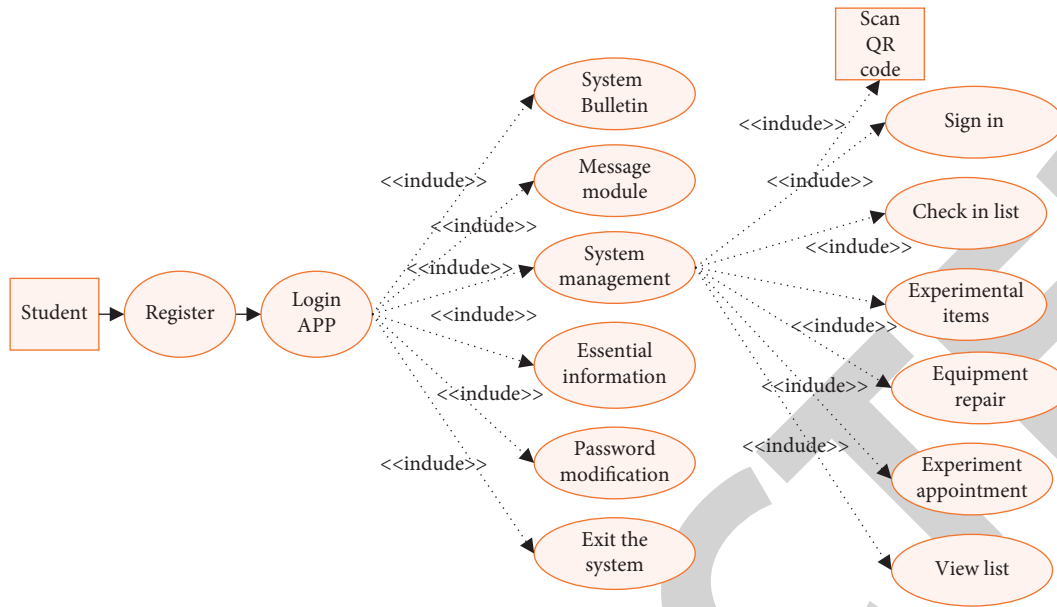 Student
Register
Login
APP
<<indude>>
<<indude>>
<<indude>>
<<indude>>
<<indude>>
<<indude>>
System
Bulletin
Message
module
System
management
Essential
information
Password
modification
Exit the
system
<<indude>>
<<indude>>
<<indude>>
<<indude>>
<<indude>>
<<indude>>
<<indude>>
Scan
QR
code
Sign in
Check in list
Experimental
items
Equipment
repair
Experiment
appointment
View list